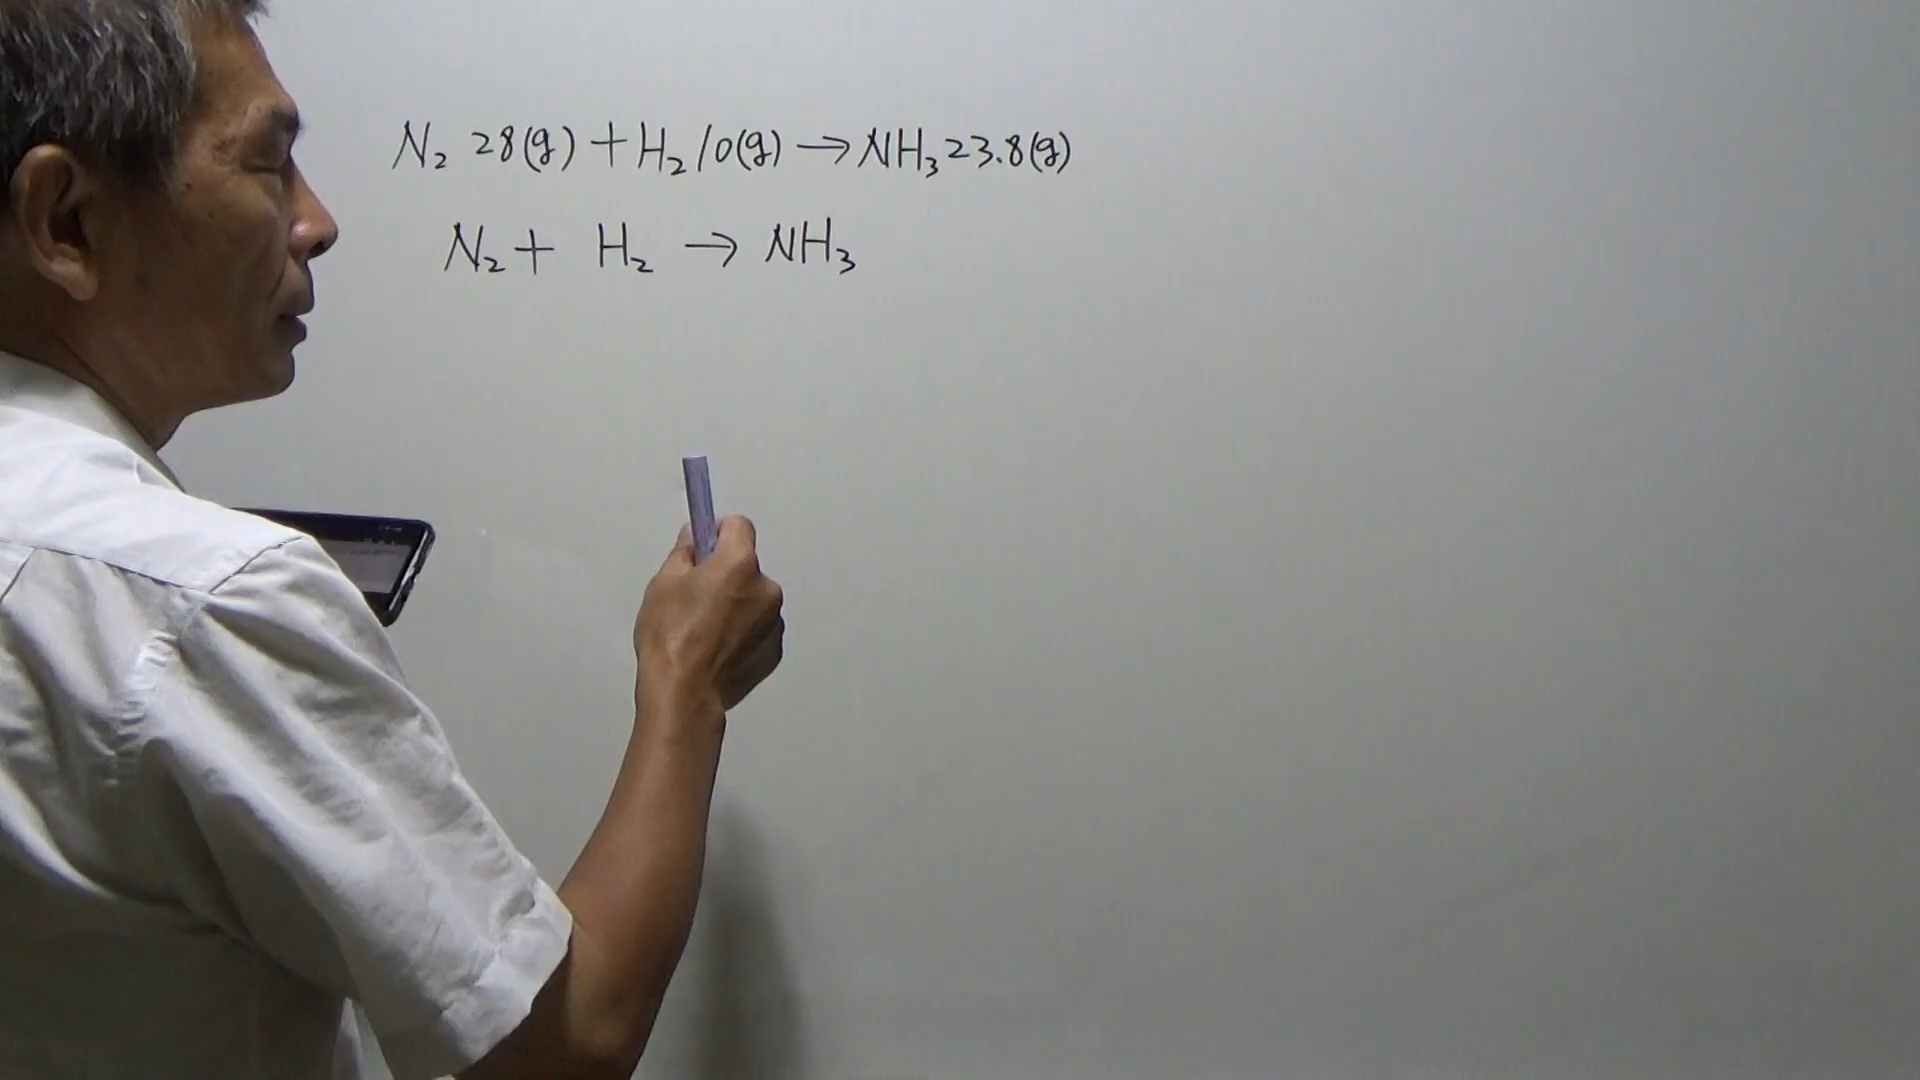 N₂ 28(g) + H₂ 10(g) → NH₃ 23.8(g)
N₂ + H₂ → NH₃